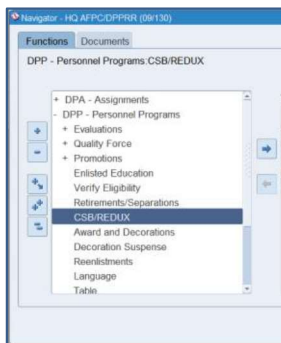 Navigator - HQ AFPC/DPPRR (09/130)
Functions Documents
DPP - Personnel Programs:CSB/REDUX
+ DPA - Assignments
- DPP - Personnel Programs
+ Evaluations
+ Quality Force
+ Promotions
Enlisted Education
Verify Eligibility
Retirements/Separations
CSB/REDUX
Award and Decorations
Decoration Suspense
Reenlistments
Language
Table